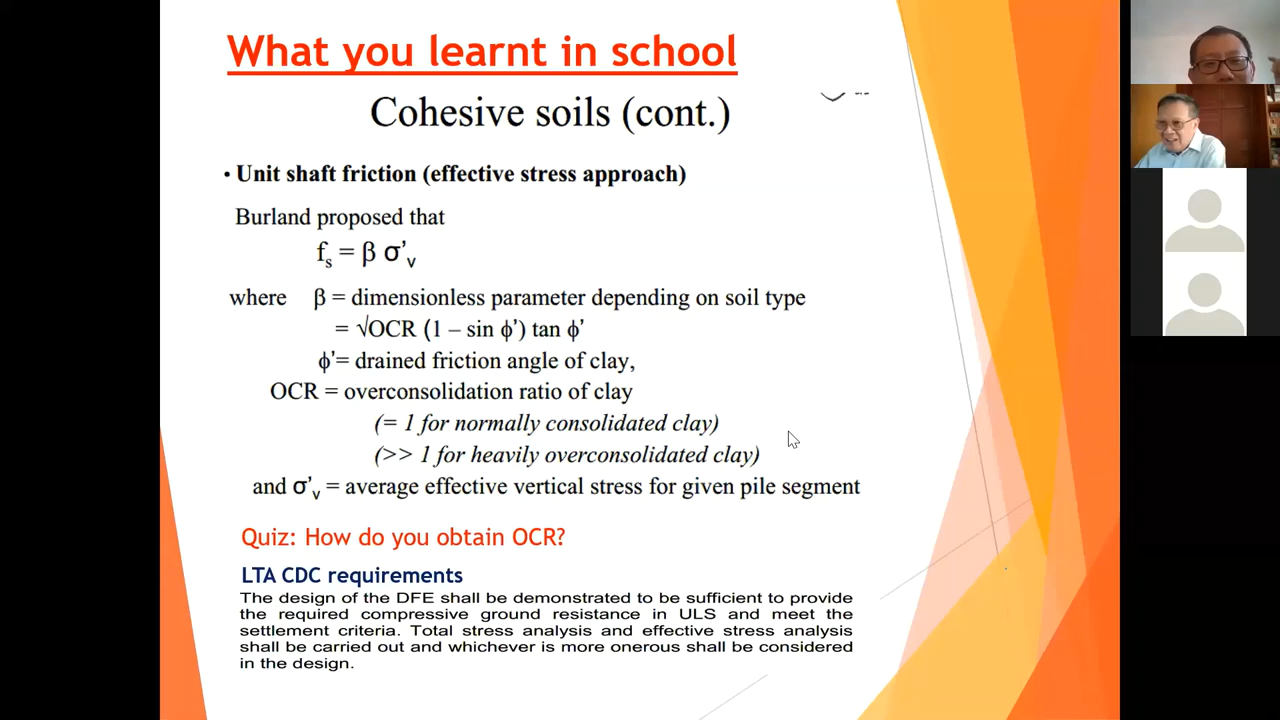 What you learnt in school
Cohesive soils (cont.)
• Unit shaft friction (effective stress approach)
Burland proposed that
fₛ = β σ'ᵥ
where β = dimensionless parameter depending on soil type
= √OCR (1 – sin ϕ') tan ϕ'
ϕ'= drained friction angle of clay,
OCR = overconsolidation ratio of clay
(= 1 for normally consolidated clay)
(>> 1 for heavily overconsolidated clay)
and σ'ᵥ = average effective vertical stress for given pile segment
Quiz: How do you obtain OCR?
LTA CDC requirements
The design of the DFE shall be demonstrated to be sufficient to provide
the required compressive ground resistance in ULS and meet the
settlement criteria. Total stress analysis and effective stress analysis
shall be carried out and whichever is more onerous shall be considered
in the design.